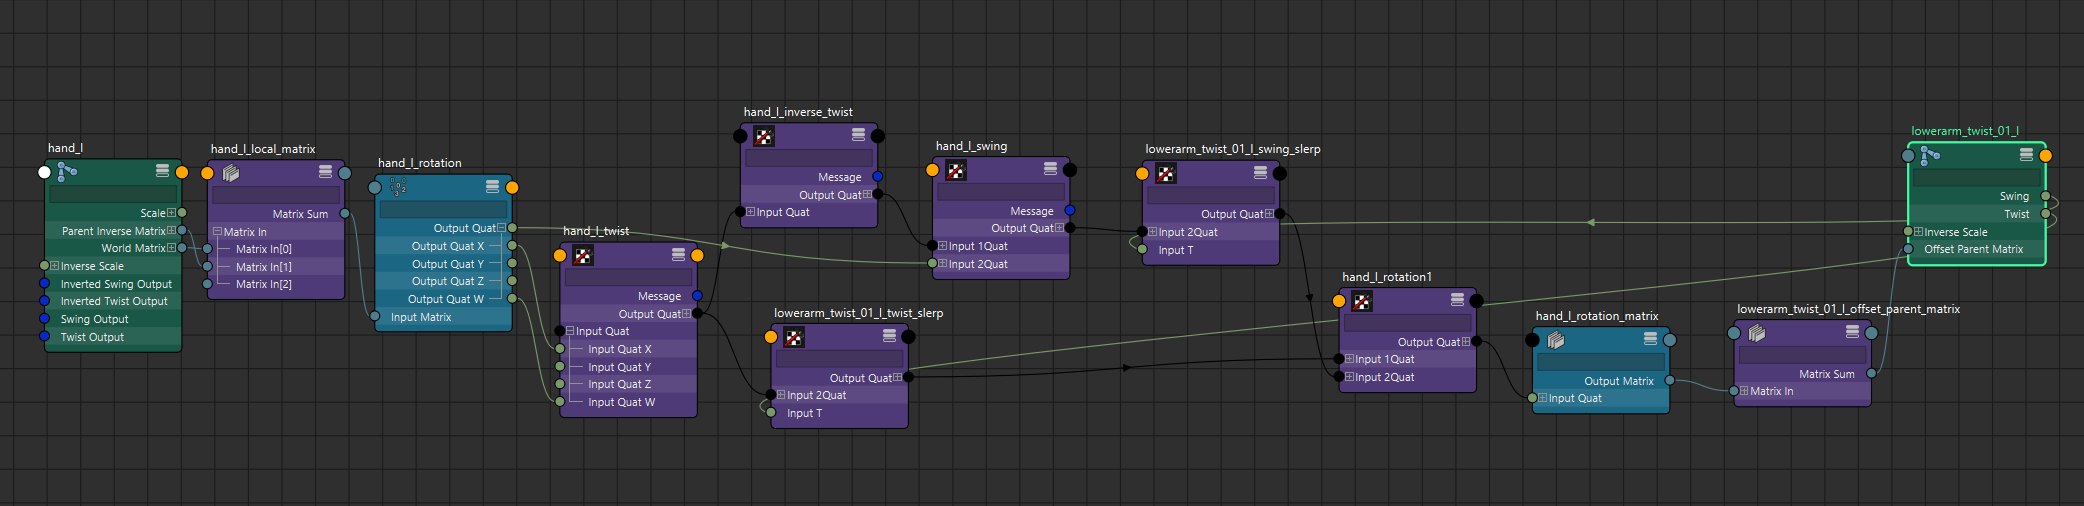 hand_l
Scale
Parent Inverse Matrix
World Matrix
Inverse Scale
Inverted Swing Output
Inverted Twist Output
Swing Output
Twist Output
hand_l_local_matrix
Matrix Sum
Matrix In
Matrix In[0]
Matrix In[1]
Matrix In[2]
hand_l_rotation
Output Quat
Output Quat X
Output Quat Y
Output Quat Z
Output Quat W
Input Matrix
hand_l_twist
Message
Output Quat
Input Quat
Input Quat X
Input Quat Y
Input Quat Z
Input Quat W
hand_l_inverse_twist
Message
Output Quat
Input Quat
lowerarm_twist_01_l_twist_slerp
Output Quat
Input 2Quat
Input T
hand_l_swing
Message
Output Quat
Input 1Quat
Input 2Quat
lowerarm_twist_01_l_swing_slerp
Output Quat
Input 2Quat
Input T
hand_l_rotation1
Output Quat
Input 1Quat
Input 2Quat
hand_l_rotation_matrix
Output Matrix
Input Quat
lowerarm_twist_01_l_offset_parent_matrix
Matrix Sum
Matrix In
lowerarm_twist_01_l
Swing
Twist
Inverse Scale
Offset Parent Matrix